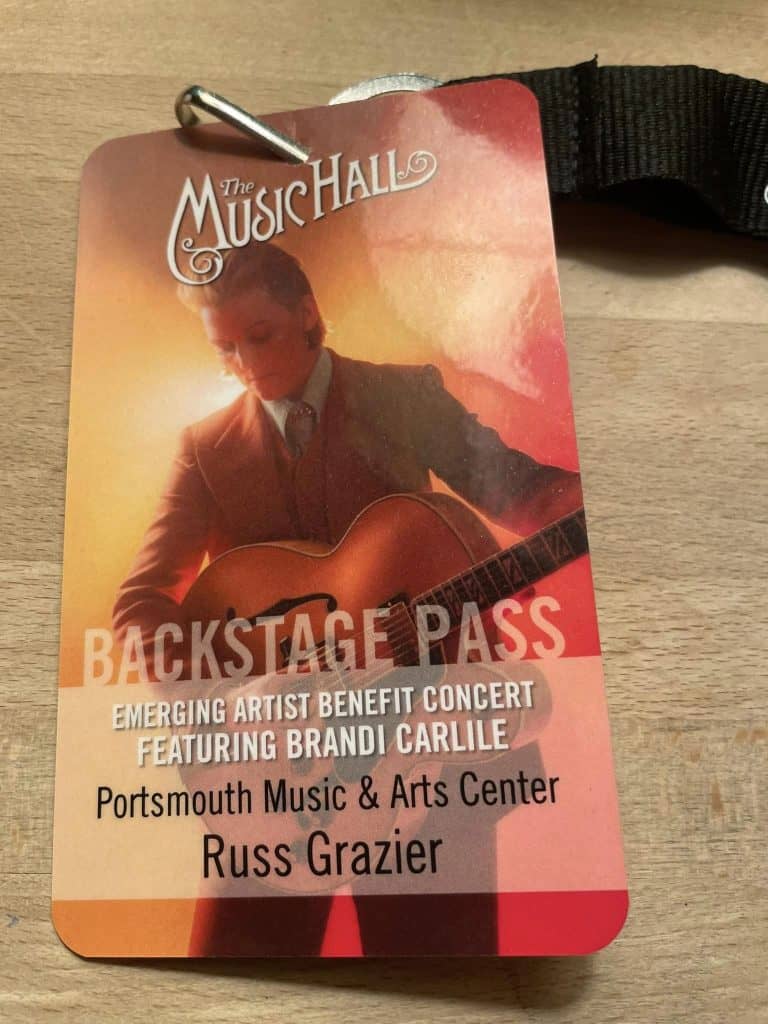 The
MUSIC HALL
BACKSTAGE PASS
EMERGING ARTIST BENEFIT CONCERT
FEATURING BRANDI CARLILE
Portsmouth Music & Arts Center
Russ Grazier